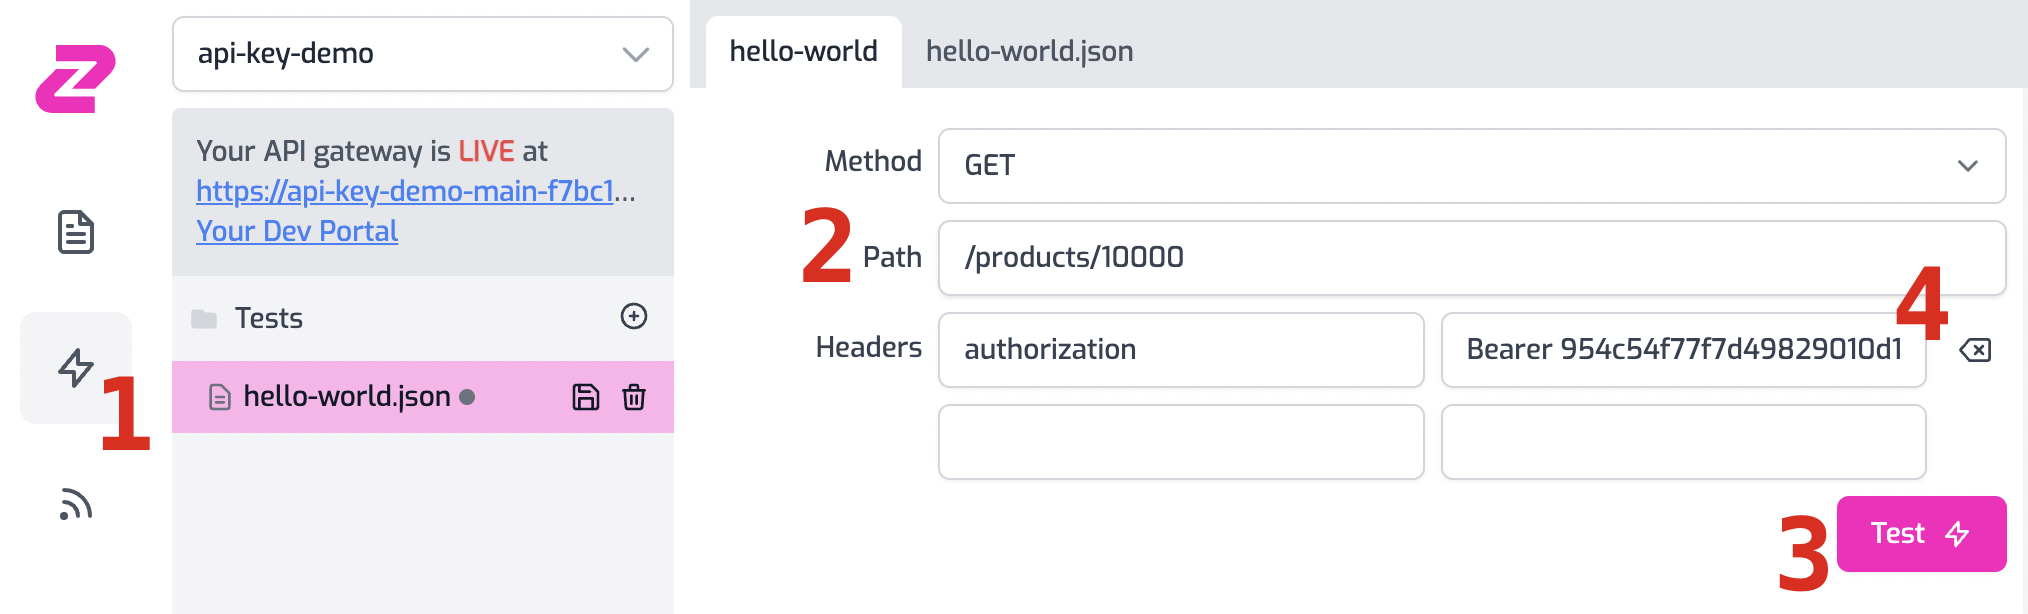 api-key-demo
Your API gateway is LIVE at
https://api-key-demo-main-f7bc1...
Your Dev Portal
Tests
hello-world.json
1
hello-world
hello-world.json
Method
GET
2
Path
/products/10000
4
Headers
authorization
Bearer 954c54f77f7d49829010d1
3
Test